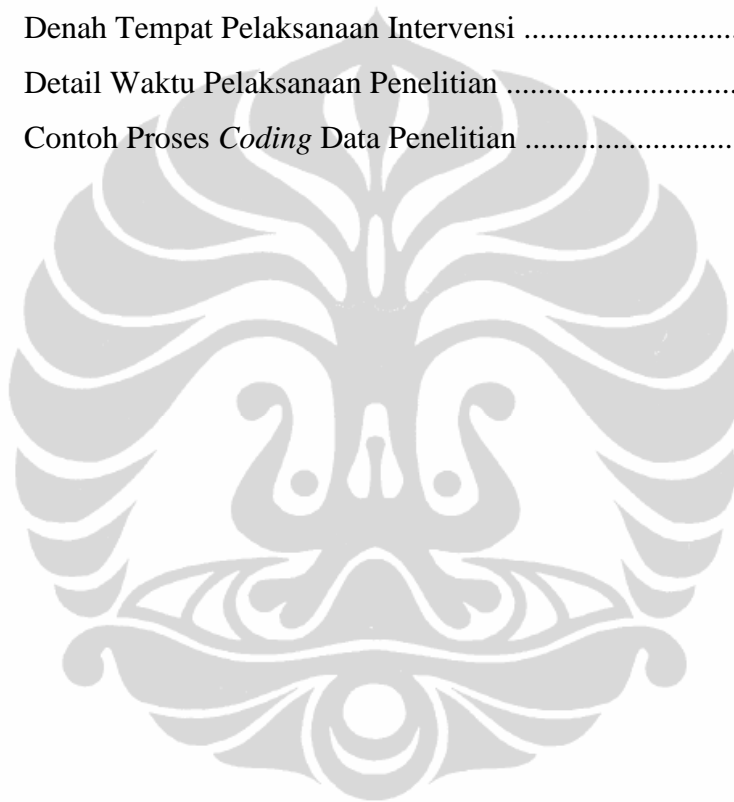 Denah Tempat Pelaksanaan Intervensi ...........................
Detail Waktu Pelaksanaan Penelitian .............................
Contoh Proses Coding Data Penelitian ..........................